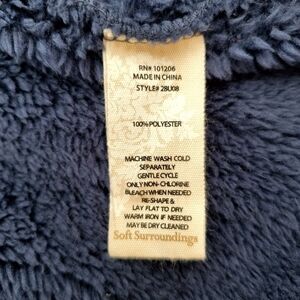 RN# 101206
MADE IN CHINA
STYLE# 2BU08
100% POLYESTER
MACHINE WASH COLD
SEPARATELY
GENTLE CYCLE
ONLY NON-CHLORINE
BLEACH WHEN NEEDED
RE-SHAPE &
LAY FLAT TO DRY
WARM IRON IF NEEDED
MAY BE DRY CLEANED
Soft Surroundings